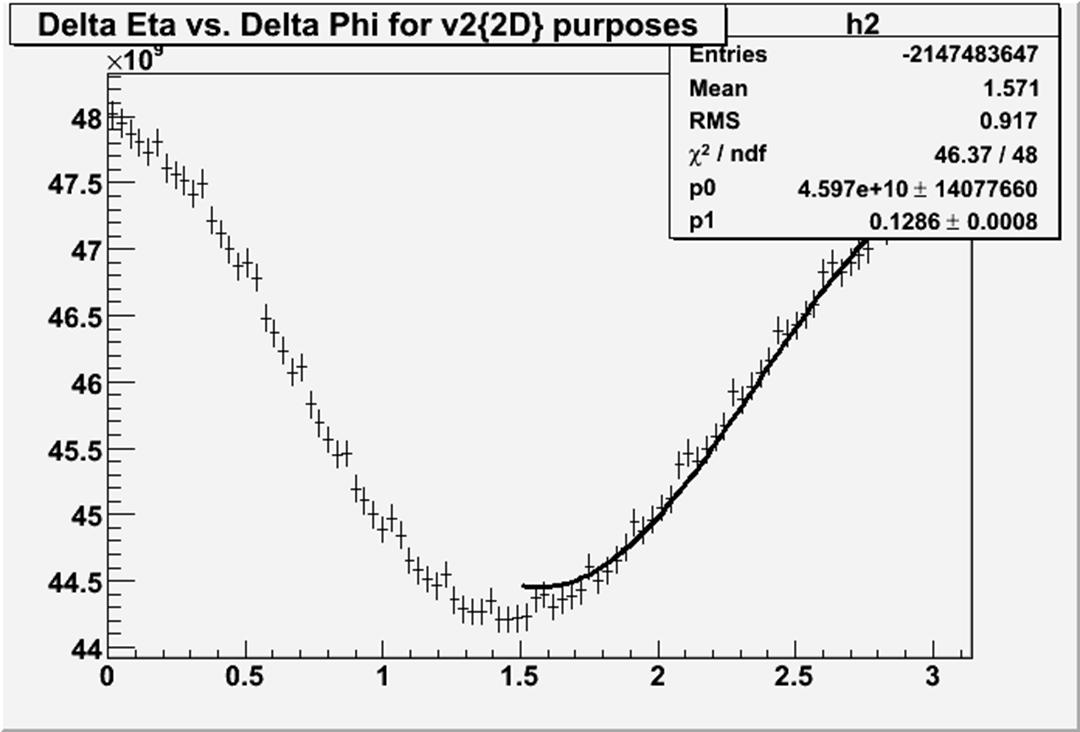 Delta Eta vs. Delta Phi for v2{2D} purposes
h2
Entries -2147483647
Mean 1.571
RMS 0.917
χ² / ndf 46.37 / 48
p0 4.597e+10 ± 14077660
p1 0.1286 ± 0.0008
×10⁹
48
47.5
47
46.5
46
45.5
45
44.5
44
0 0.5 1 1.5 2 2.5 3